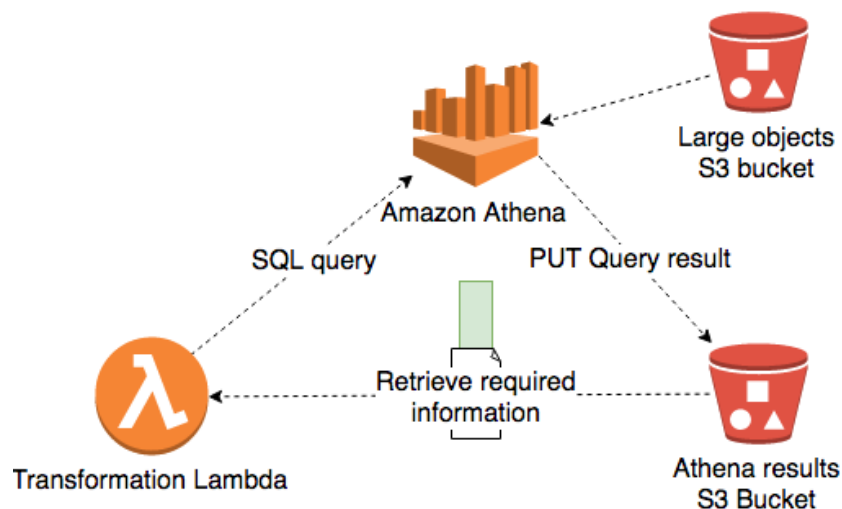 Large objects
S3 bucket
Amazon Athena
SQL query
PUT Query result
Retrieve required
information
Transformation Lambda
Athena results
S3 Bucket